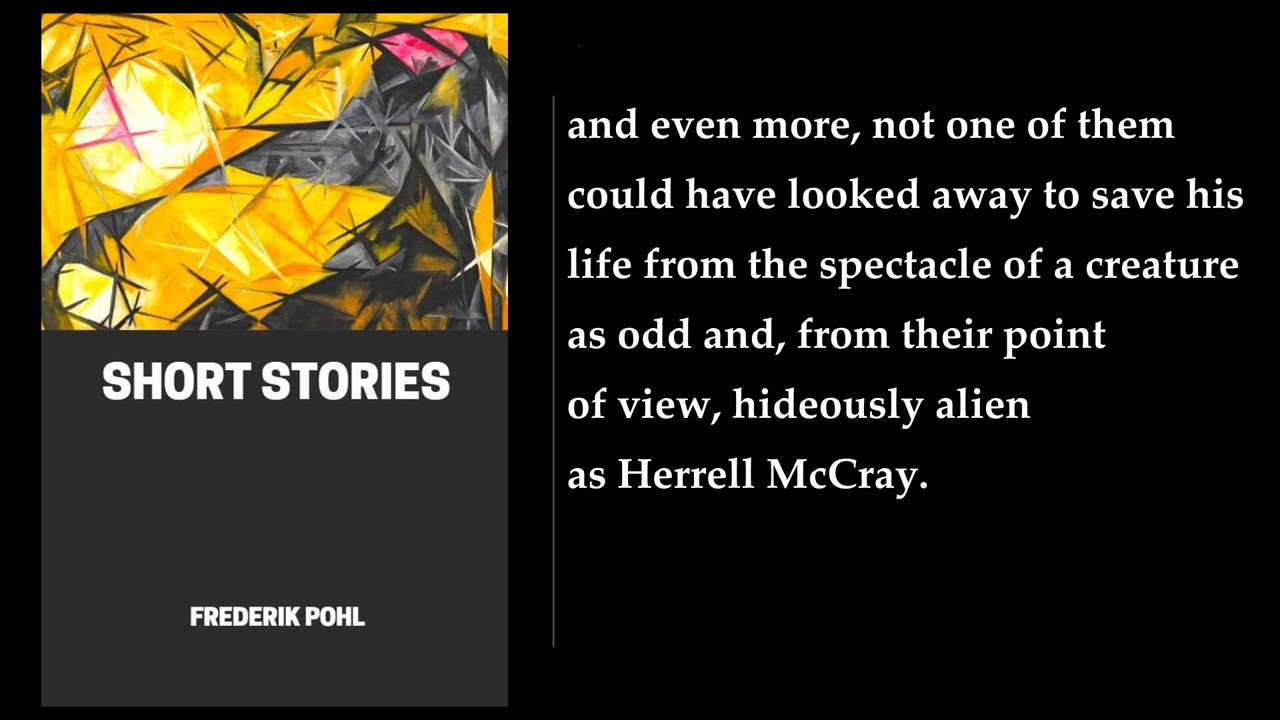 SHORT STORIES
FREDERIK POHL
and even more, not one of them
could have looked away to save his
life from the spectacle of a creature
as odd and, from their point
of view, hideously alien
as Herrell McCray.